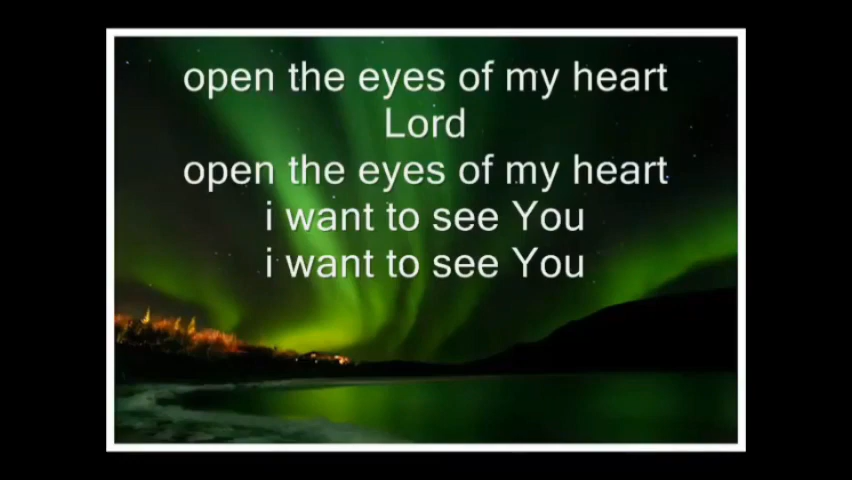 open the eyes of my heart
Lord
open the eyes of my heart
i want to see You
i want to see You